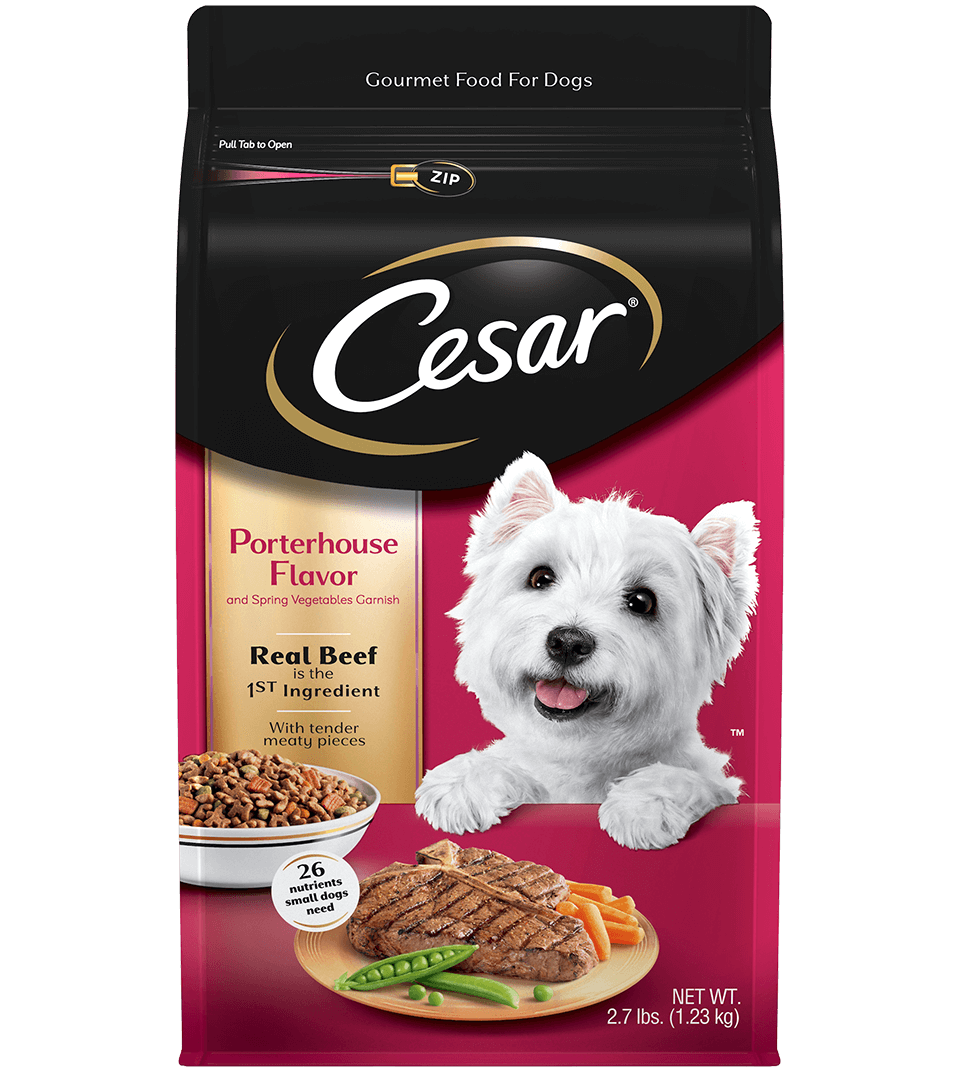 Gourmet Food For Dogs
Pull Tab to Open
ZIP
Cesar®
Porterhouse
Flavor
and Spring Vegetables Garnish
Real Beef
is the
1ST Ingredient
With tender
meaty pieces
TM
26
nutrients
small dogs
need
NET WT.
2.7 lbs. (1.23 kg)